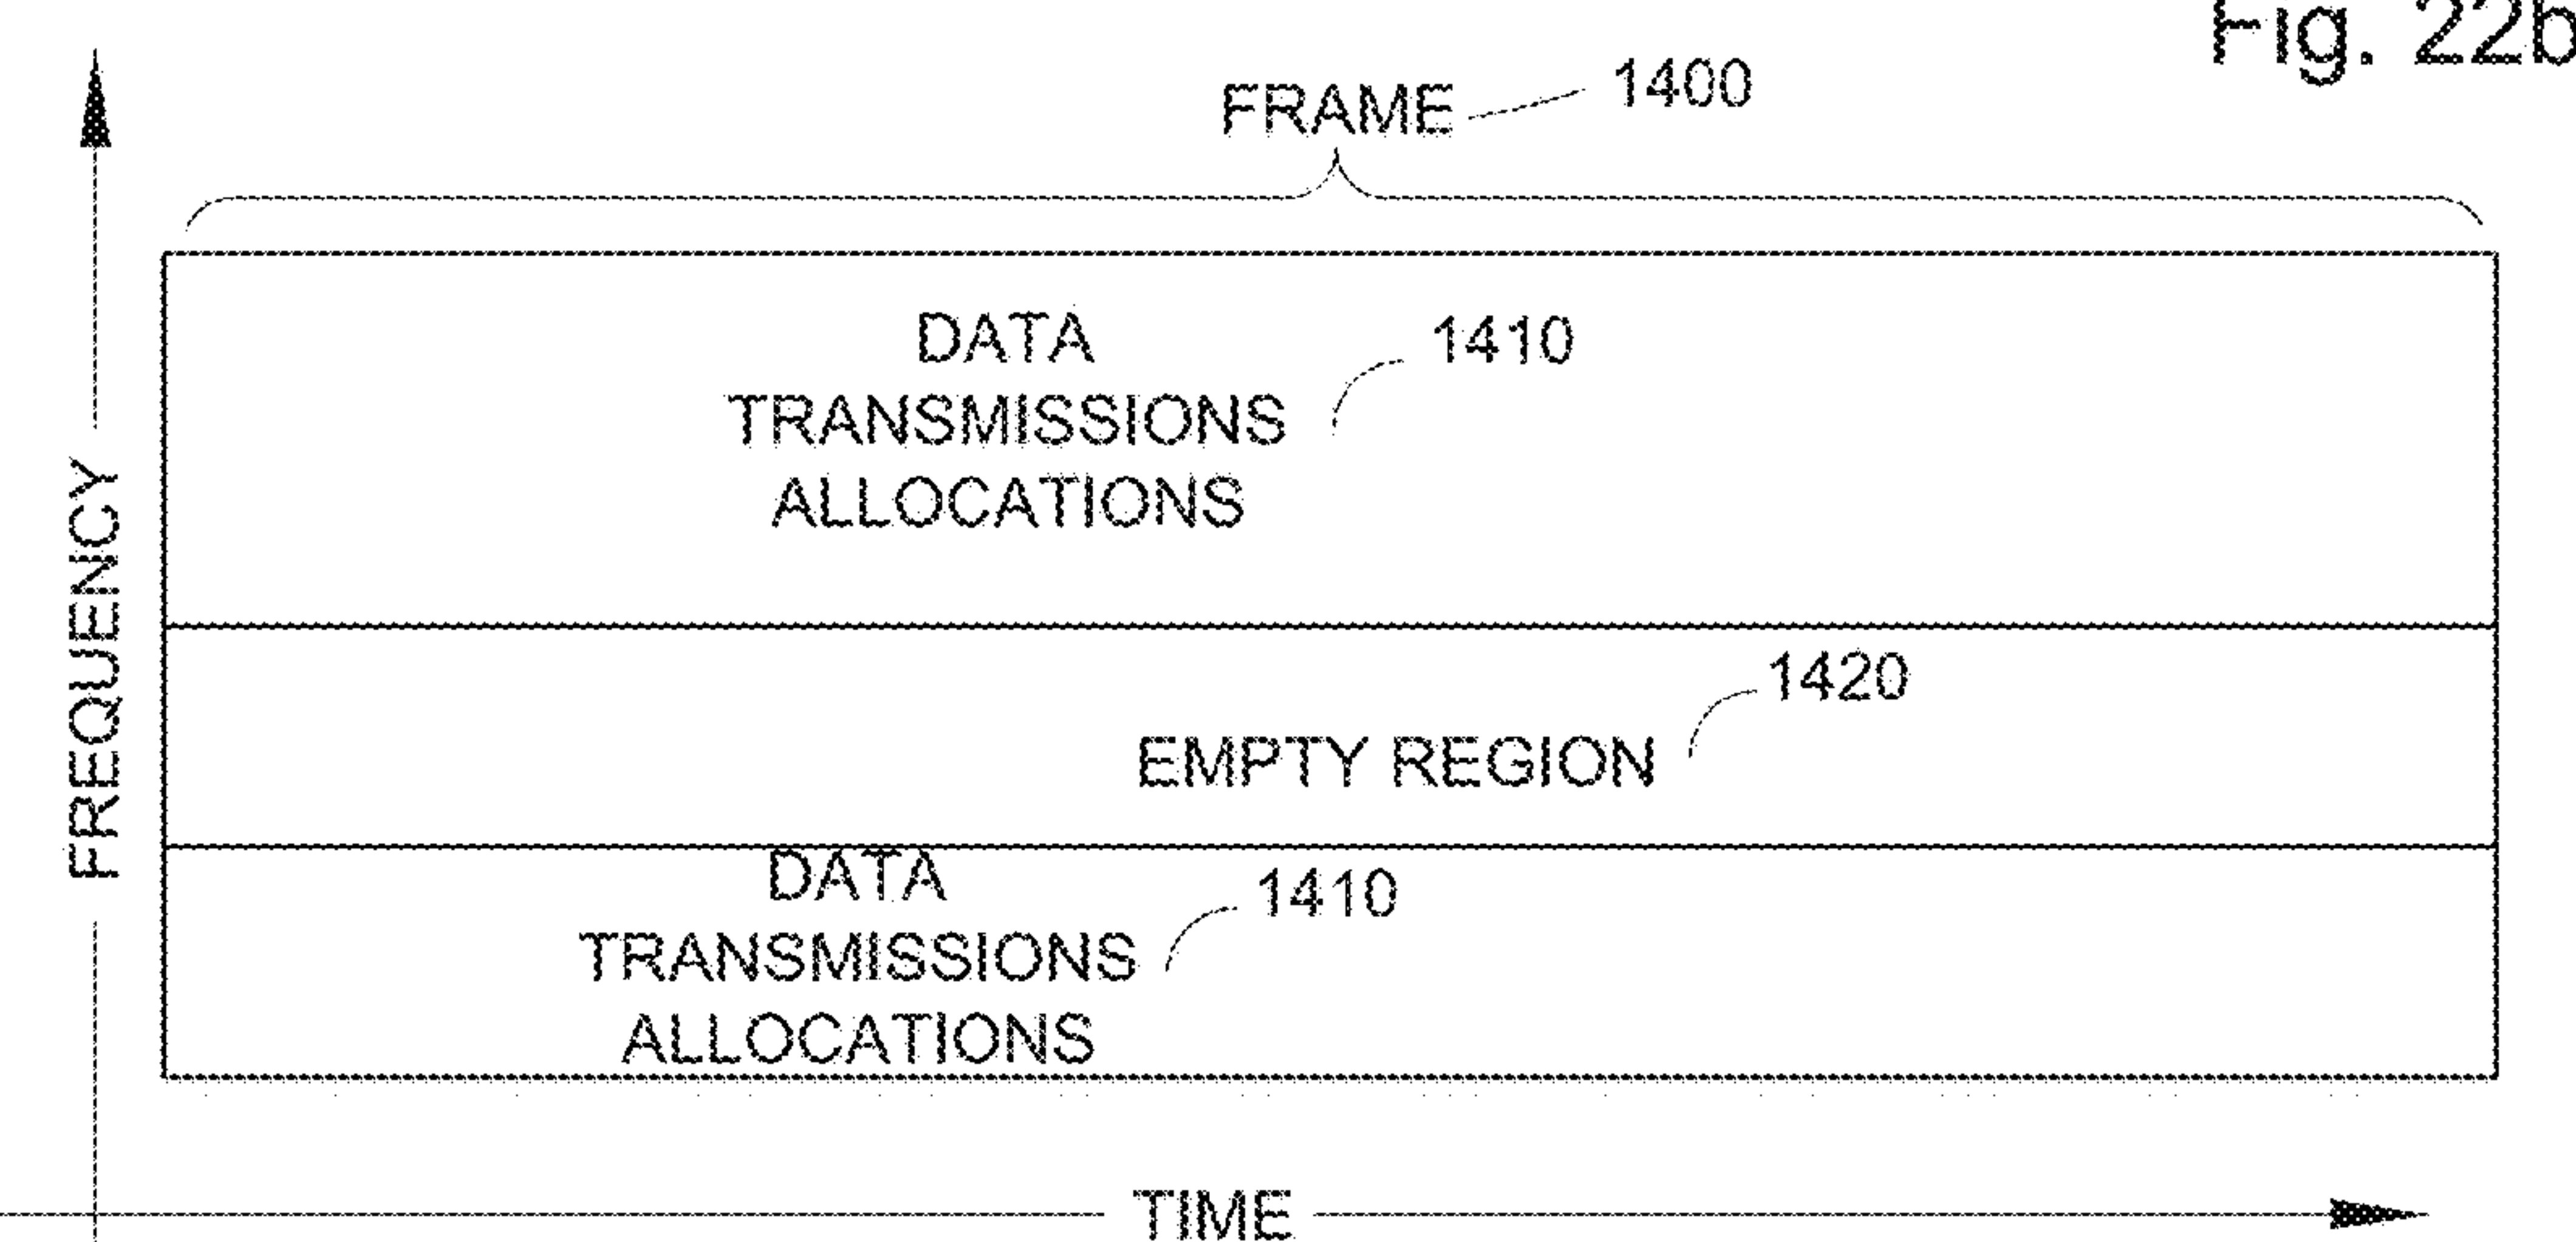 Fig. 22b
FRAME 1400
DATA
TRANSMISSIONS
ALLOCATIONS
1410
FREQUENCY
1420
EMPTY REGION
DATA
TRANSMISSIONS
ALLOCATIONS
1410
TIME